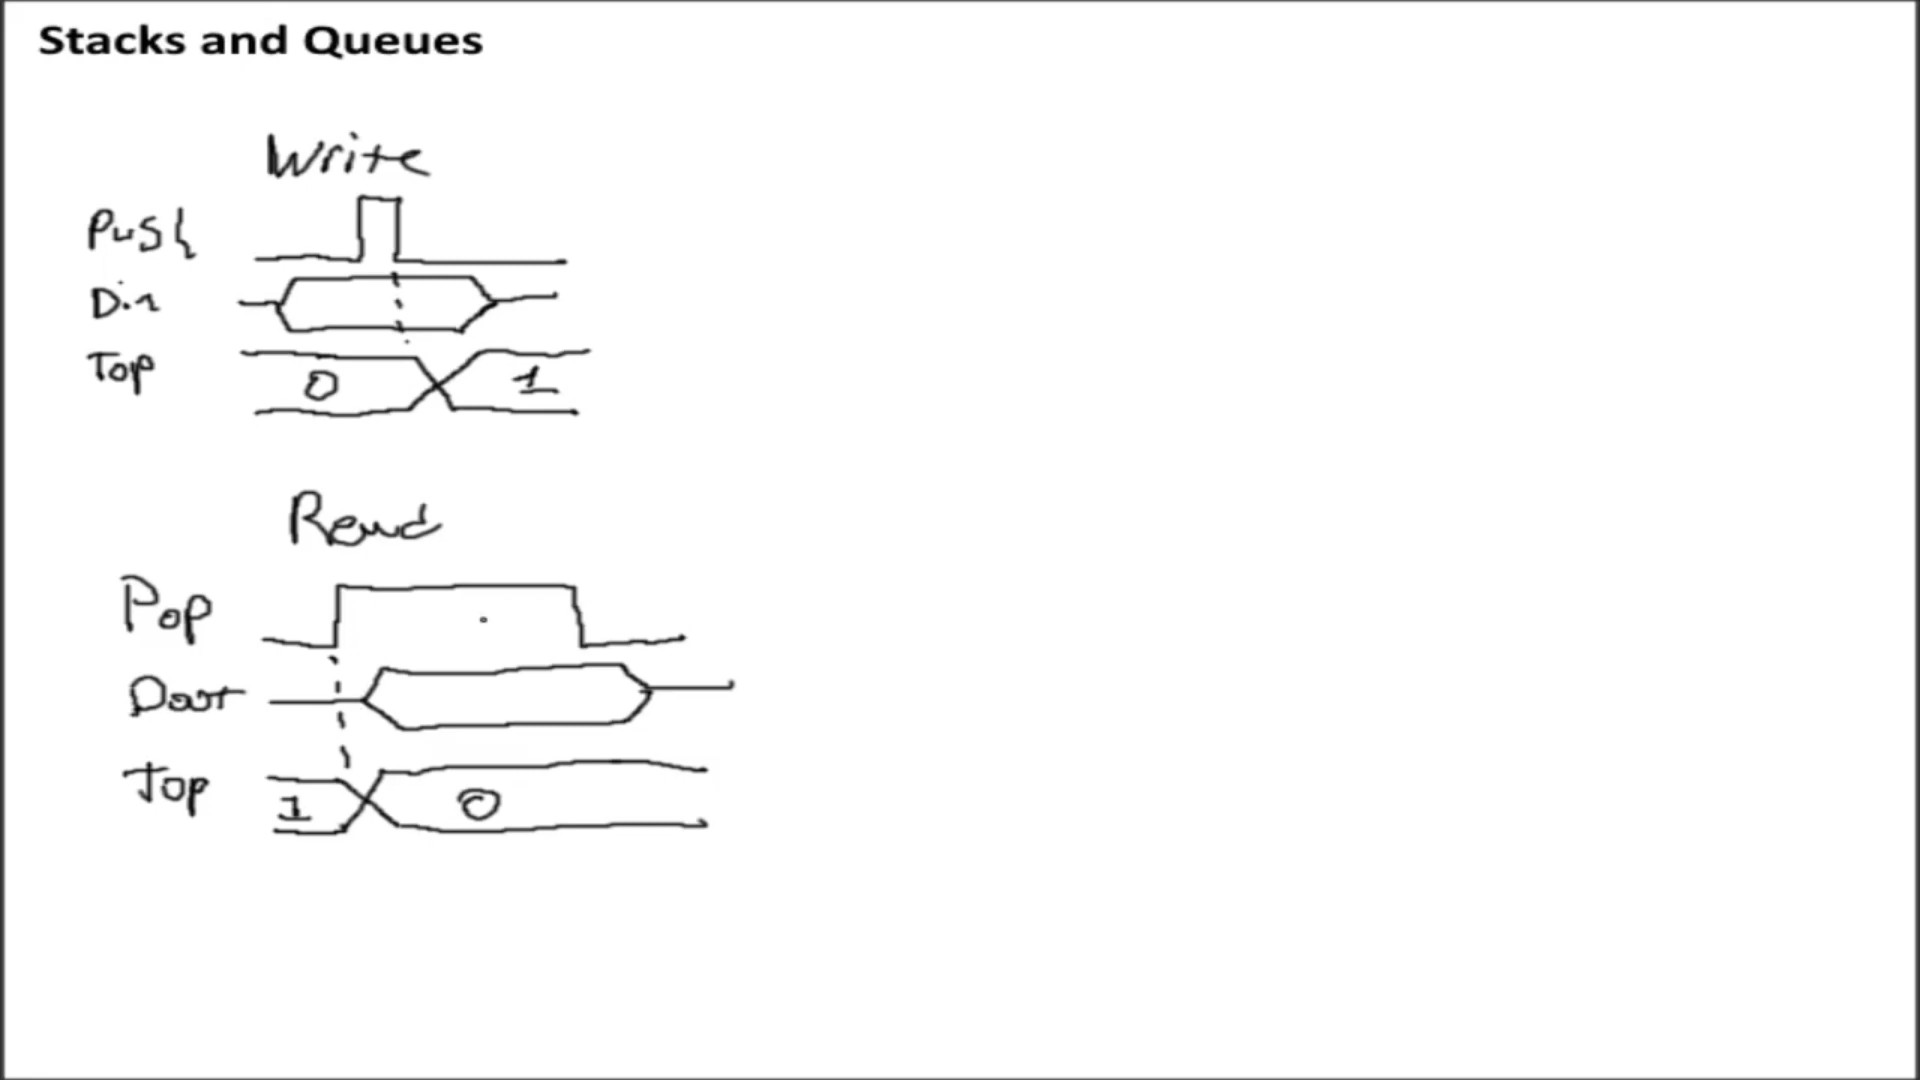 Stacks and Queues
Write
Push
Din
Top
0 1
Read
Pop
Dout
Top
1 0